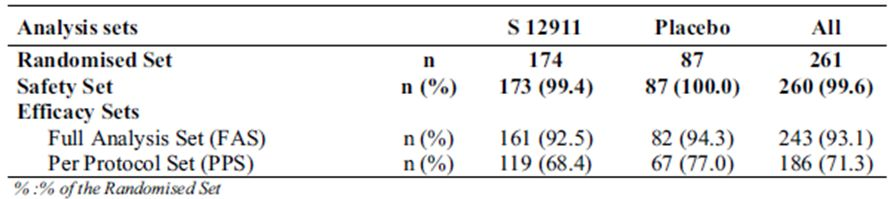 Analysis sets S 12911 Placebo All
Randomised Set n 174 87 261
Safety Set n (%) 173 (99.4) 87 (100.0) 260 (99.6)
Efficacy Sets
Full Analysis Set (FAS) n (%) 161 (92.5) 82 (94.3) 243 (93.1)
Per Protocol Set (PPS) n (%) 119 (68.4) 67 (77.0) 186 (71.3)
% :% of the Randomised Set